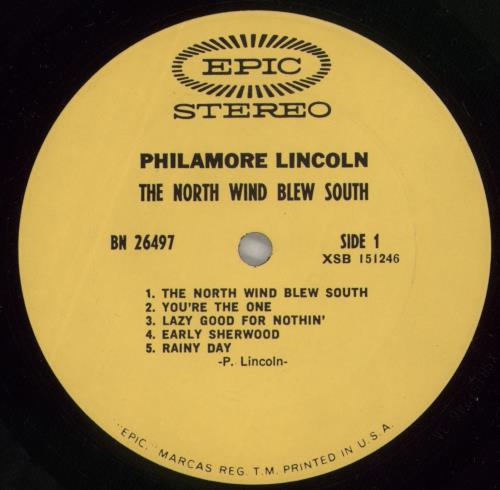 EPIC
STEREO
PHILAMORE LINCOLN
THE NORTH WIND BLEW SOUTH
BN 26497
SIDE 1
XSB 151246
1. THE NORTH WIND BLEW SOUTH
2. YOU'RE THE ONE
3. LAZY GOOD FOR NOTHIN'
4. EARLY SHERWOOD
5. RAINY DAY
-P. Lincoln-
"EPIC," MARCAS REG. T.M. PRINTED IN U.S.A.